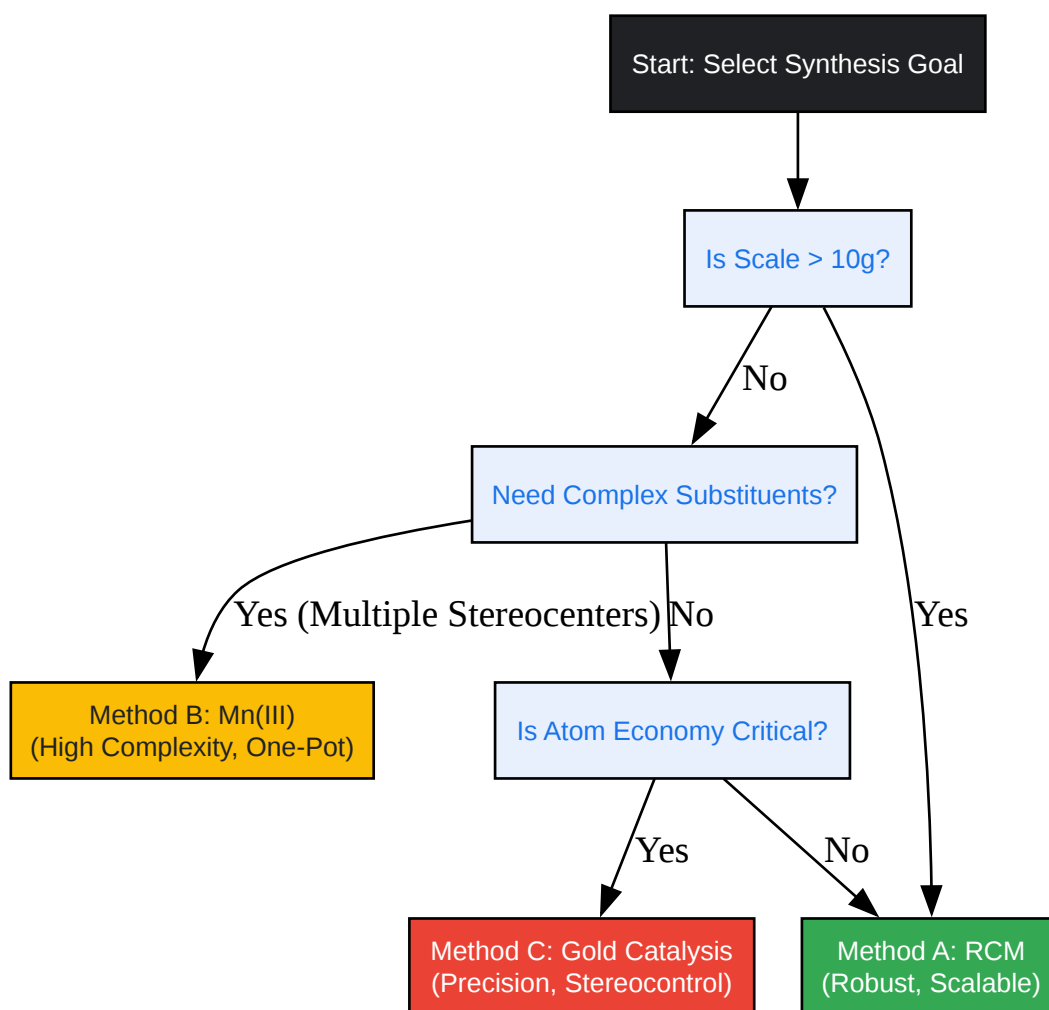 Start: Select Synthesis Goal
Is Scale > 10g?
No
Need Complex Substituents?
Yes (Multiple Stereocenters)
No
Yes
Method B: Mn(III)
(High Complexity, One-Pot)
Is Atom Economy Critical?
Yes
No
Method C: Gold Catalysis
(Precision, Stereocontrol)
Method A: RCM
(Robust, Scalable)